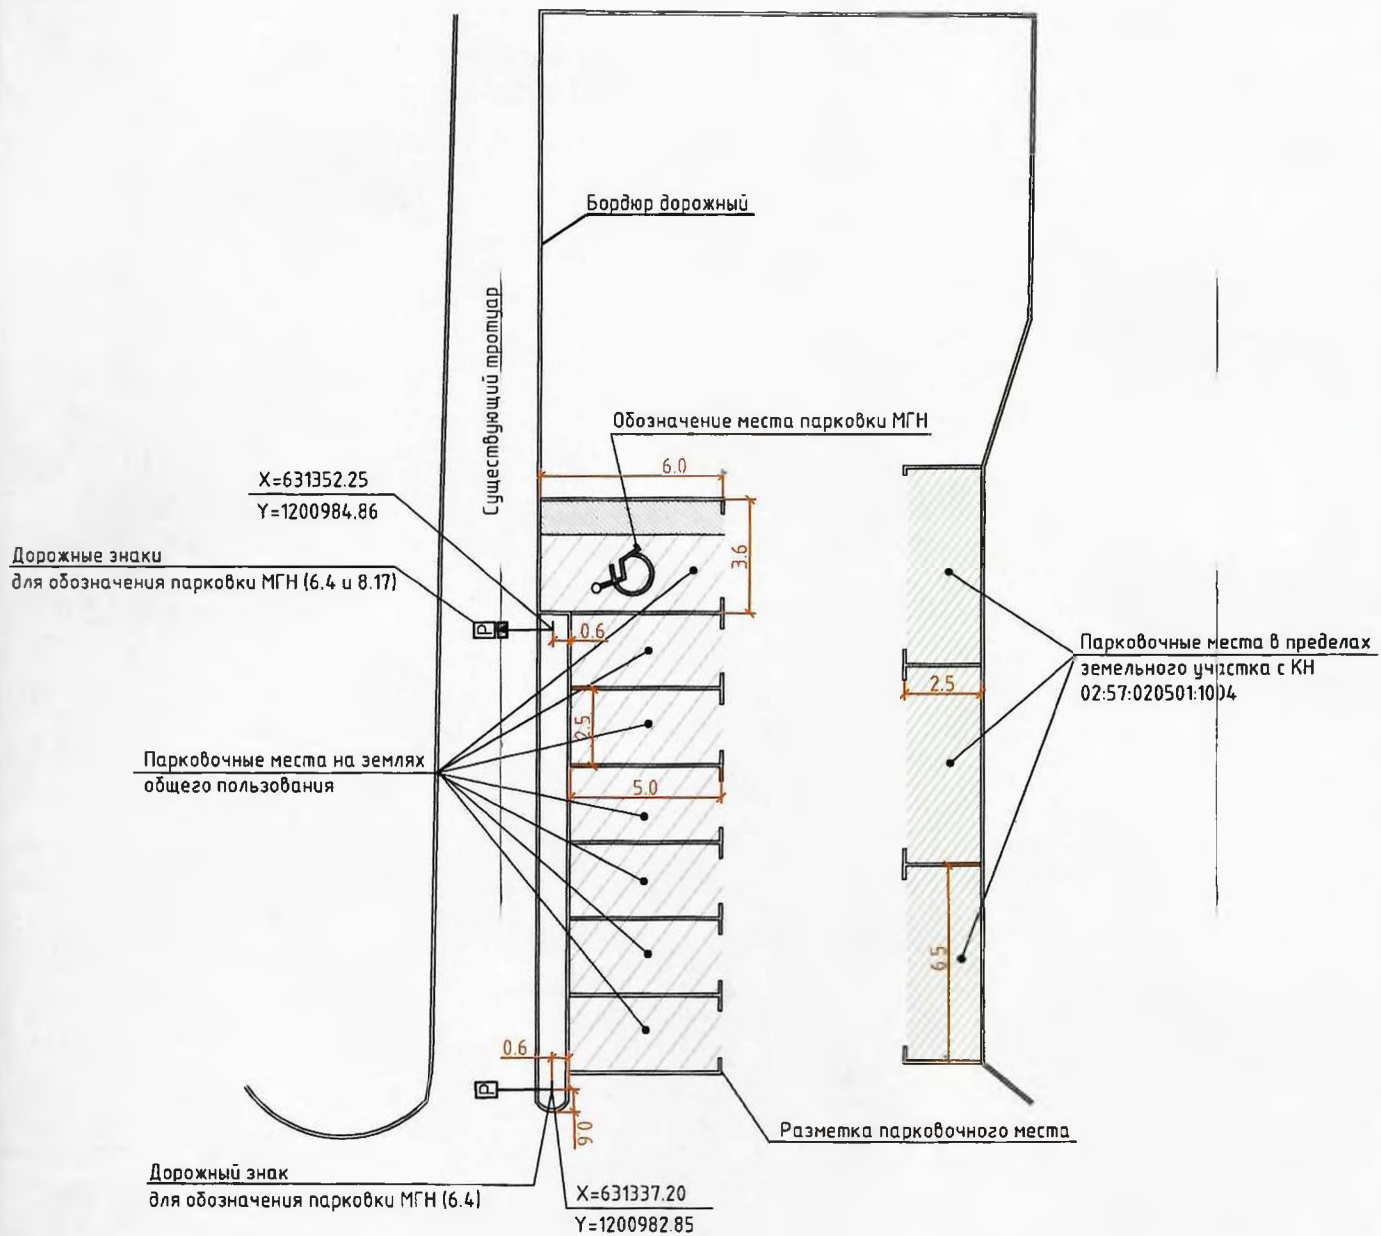 Бордюр дорожный
Существующий тротуар
Обозначение места парковки МГН
6.0
X=631352.25
Y=1200984.86
3.6
Дорожные знаки
для обозначения парковки МГН (6.4 и 8.17)
P
0.6
Парковочные места в пределах
земельного участка с КН
02:57:020501:1004
2.5
2.5
Парковочные места на землях
общего пользования
5.0
6.5
0.6
P
0.6
Разметка парковочного места
Дорожный знак
для обозначения парковки МГН (6.4)
X=631337.20
Y=1200982.85